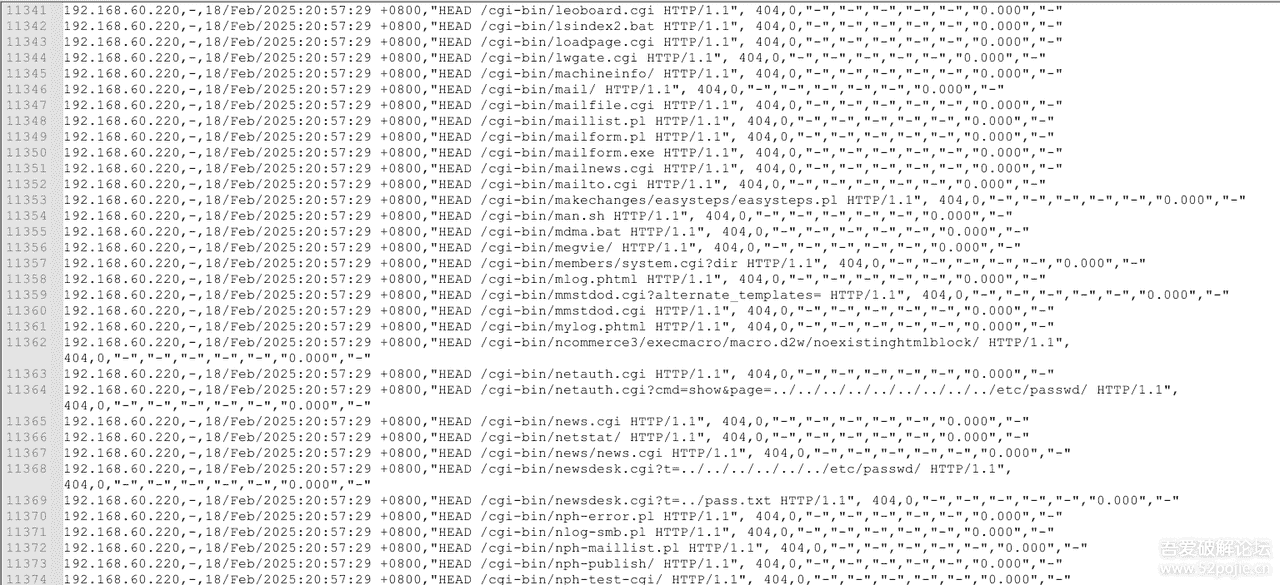 11341 192.168.60.220,-,18/Feb/2025:20:57:29 +0800,"HEAD /cgi-bin/leoboard.cgi HTTP/1.1", 404,0,"-","-","-","-","-","0.000","-"
11342 192.168.60.220,-,18/Feb/2025:20:57:29 +0800,"HEAD /cgi-bin/lsindex2.bat HTTP/1.1", 404,0,"-","-","-","-","-","0.000","-"
11343 192.168.60.220,-,18/Feb/2025:20:57:29 +0800,"HEAD /cgi-bin/loadpage.cgi HTTP/1.1", 404,0,"-","-","-","-","-","0.000","-"
11344 192.168.60.220,-,18/Feb/2025:20:57:29 +0800,"HEAD /cgi-bin/lwgate.cgi HTTP/1.1", 404,0,"-","-","-","-","-","0.000","-"
11345 192.168.60.220,-,18/Feb/2025:20:57:29 +0800,"HEAD /cgi-bin/machineinfo/ HTTP/1.1", 404,0,"-","-","-","-","-","0.000","-"
11346 192.168.60.220,-,18/Feb/2025:20:57:29 +0800,"HEAD /cgi-bin/mail/ HTTP/1.1", 404,0,"-","-","-","-","-","0.000","-"
11347 192.168.60.220,-,18/Feb/2025:20:57:29 +0800,"HEAD /cgi-bin/mailfile.cgi HTTP/1.1", 404,0,"-","-","-","-","-","0.000","-"
11348 192.168.60.220,-,18/Feb/2025:20:57:29 +0800,"HEAD /cgi-bin/maillist.pl HTTP/1.1", 404,0,"-","-","-","-","-","0.000","-"
11349 192.168.60.220,-,18/Feb/2025:20:57:29 +0800,"HEAD /cgi-bin/mailform.pl HTTP/1.1", 404,0,"-","-","-","-","-","0.000","-"
11350 192.168.60.220,-,18/Feb/2025:20:57:29 +0800,"HEAD /cgi-bin/mailform.exe HTTP/1.1", 404,0,"-","-","-","-","-","0.000","-"
11351 192.168.60.220,-,18/Feb/2025:20:57:29 +0800,"HEAD /cgi-bin/mailnews.cgi HTTP/1.1", 404,0,"-","-","-","-","-","0.000","-"
11352 192.168.60.220,-,18/Feb/2025:20:57:29 +0800,"HEAD /cgi-bin/mailto.cgi HTTP/1.1", 404,0,"-","-","-","-","-","0.000","-"
11353 192.168.60.220,-,18/Feb/2025:20:57:29 +0800,"HEAD /cgi-bin/makechanges/easysteps/easysteps.pl HTTP/1.1", 404,0,"-","-","-","-","-","0.000","-"
11354 192.168.60.220,-,18/Feb/2025:20:57:29 +0800,"HEAD /cgi-bin/man.sh HTTP/1.1", 404,0,"-","-","-","-","-","0.000","-"
11355 192.168.60.220,-,18/Feb/2025:20:57:29 +0800,"HEAD /cgi-bin/mdma.bat HTTP/1.1", 404,0,"-","-","-","-","-","0.000","-"
11356 192.168.60.220,-,18/Feb/2025:20:57:29 +0800,"HEAD /cgi-bin/megvie/ HTTP/1.1", 404,0,"-","-","-","-","-","0.000","-"
11357 192.168.60.220,-,18/Feb/2025:20:57:29 +0800,"HEAD /cgi-bin/members/system.cgi?dir HTTP/1.1", 404,0,"-","-","-","-","-","0.000","-"
11358 192.168.60.220,-,18/Feb/2025:20:57:29 +0800,"HEAD /cgi-bin/mlog.phtml HTTP/1.1", 404,0,"-","-","-","-","-","0.000","-"
11359 192.168.60.220,-,18/Feb/2025:20:57:29 +0800,"HEAD /cgi-bin/mmstdod.cgi?alternate_templates= HTTP/1.1", 404,0,"-","-","-","-","-","0.000","-"
11360 192.168.60.220,-,18/Feb/2025:20:57:29 +0800,"HEAD /cgi-bin/mmstdod.cgi HTTP/1.1", 404,0,"-","-","-","-","-","0.000","-"
11361 192.168.60.220,-,18/Feb/2025:20:57:29 +0800,"HEAD /cgi-bin/mylog.phtml HTTP/1.1", 404,0,"-","-","-","-","-","0.000","-"
11362 192.168.60.220,-,18/Feb/2025:20:57:29 +0800,"HEAD /cgi-bin/ncommerce3/execmacro/macro.d2w/noexistinghtmlblock/ HTTP/1.1",
404,0,"-","-","-","-","-","0.000","-"
11363 192.168.60.220,-,18/Feb/2025:20:57:29 +0800,"HEAD /cgi-bin/netauth.cgi HTTP/1.1", 404,0,"-","-","-","-","-","0.000","-"
11364 192.168.60.220,-,18/Feb/2025:20:57:29 +0800,"HEAD /cgi-bin/netauth.cgi?cmd=show&page=../../../../../../../../../etc/passwd/ HTTP/1.1",
404,0,"-","-","-","-","-","0.000","-"
11365 192.168.60.220,-,18/Feb/2025:20:57:29 +0800,"HEAD /cgi-bin/news.cgi HTTP/1.1", 404,0,"-","-","-","-","-","0.000","-"
11366 192.168.60.220,-,18/Feb/2025:20:57:29 +0800,"HEAD /cgi-bin/netstat/ HTTP/1.1", 404,0,"-","-","-","-","-","0.000","-"
11367 192.168.60.220,-,18/Feb/2025:20:57:29 +0800,"HEAD /cgi-bin/news/news.cgi HTTP/1.1", 404,0,"-","-","-","-","-","0.000","-"
11368 192.168.60.220,-,18/Feb/2025:20:57:29 +0800,"HEAD /cgi-bin/newsdesk.cgi?t=../../../../../../etc/passwd/ HTTP/1.1",
404,0,"-","-","-","-","-","0.000","-"
11369 192.168.60.220,-,18/Feb/2025:20:57:29 +0800,"HEAD /cgi-bin/newsdesk.cgi?t=../pass.txt HTTP/1.1", 404,0,"-","-","-","-","-","0.000","-"
11370 192.168.60.220,-,18/Feb/2025:20:57:29 +0800,"HEAD /cgi-bin/nph-error.pl HTTP/1.1", 404,0,"-","-","-","-","-","0.000","-"
11371 192.168.60.220,-,18/Feb/2025:20:57:29 +0800,"HEAD /cgi-bin/nlog-smb.pl HTTP/1.1", 404,0,"-","-","-","-","-","0.000","-"
11372 192.168.60.220,-,18/Feb/2025:20:57:29 +0800,"HEAD /cgi-bin/nph-maillist.pl HTTP/1.1", 404,0,"-","-","-","-","-","0.000","-"
11373 192.168.60.220,-,18/Feb/2025:20:57:29 +0800,"HEAD /cgi-bin/nph-publish/ HTTP/1.1", 404,0,"-","-","-","-","-","0.000","-"
11374 192.168.60.220,-,18/Feb/2025:20:57:29 +0800,"HEAD /cgi-bin/nph-test-cgi/ HTTP/1.1", 404,0,"-","-","-","-","-","0.000","-"
吾爱破解论坛
www.52pojie.cn